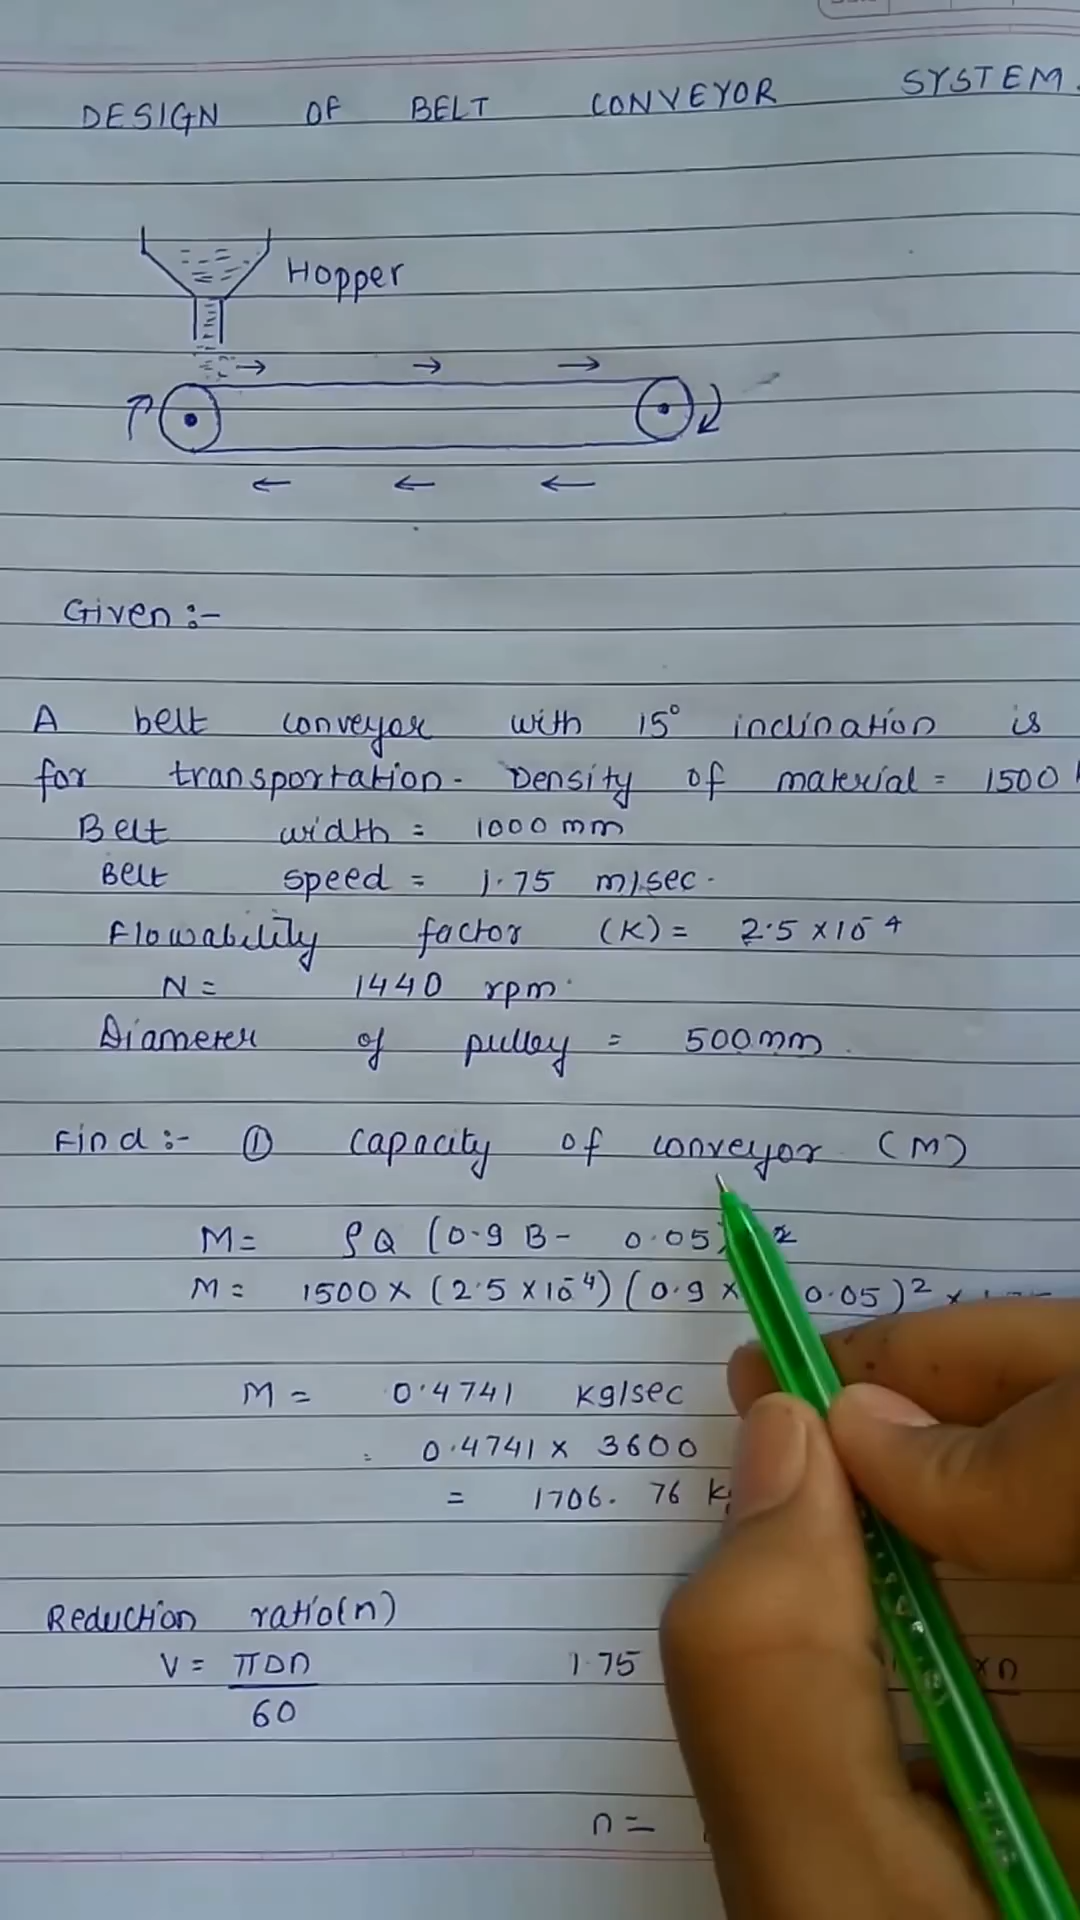 DESIGN OF BELT CONVEYOR SYSTEM.
Hopper
Given :-
A belt conveyor with 15° inclination is
for transportation. Density of material = 1500
Belt width = 1000 mm
Belt speed = 1.75 m/sec.
Flowability factor (K) = 2.5 × 10⁻⁴
N = 1440 rpm.
Diameter of pulley = 500mm.
Find :- ① Capacity of conveyor (M)
M = ρQ (0.9 B - 0.05) 2
M = 1500 × (2.5 × 10⁻⁴) (0.9 × 0.05)² ×
M = 0.4741 kg/sec
= 0.4741 × 3600
= 1706.76
Reduction ratio(n)
V = πDn 1.75 ×n
60
n =